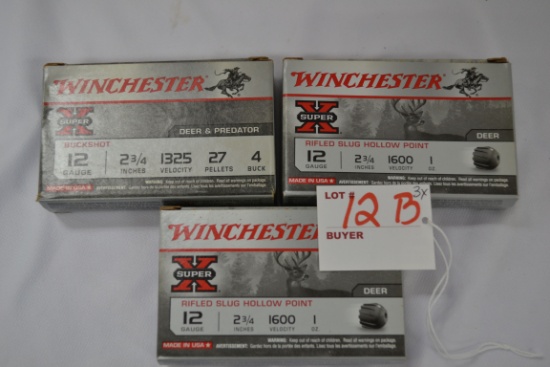 WINCHESTER
X
SUPER
DEER & PREDATOR
BUCKSHOT
12 2 3/4 1325 27 4
GAUGE INCHES VELOCITY PELLETS BUCK
MADE IN USA
WINCHESTER
X
SUPER
DEER
RIFLED SLUG HOLLOW POINT
12 2 3/4 1600 1
GAUGE INCHES VELOCITY OZ.
MADE IN USA
LOT 12 B 3X
BUYER
WINCHESTER
X
SUPER
DEER
RIFLED SLUG HOLLOW POINT
12 2 3/4 1600 1
GAUGE INCHES VELOCITY OZ.
MADE IN USA